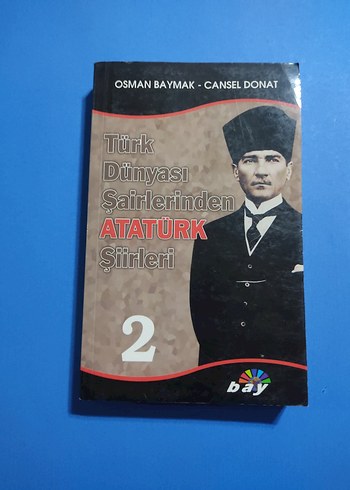 OSMAN BAYMAK - CANSEL DONAT
Türk
Dünyası
Şairlerinden
ATATÜRK
Şiirleri
2
bay